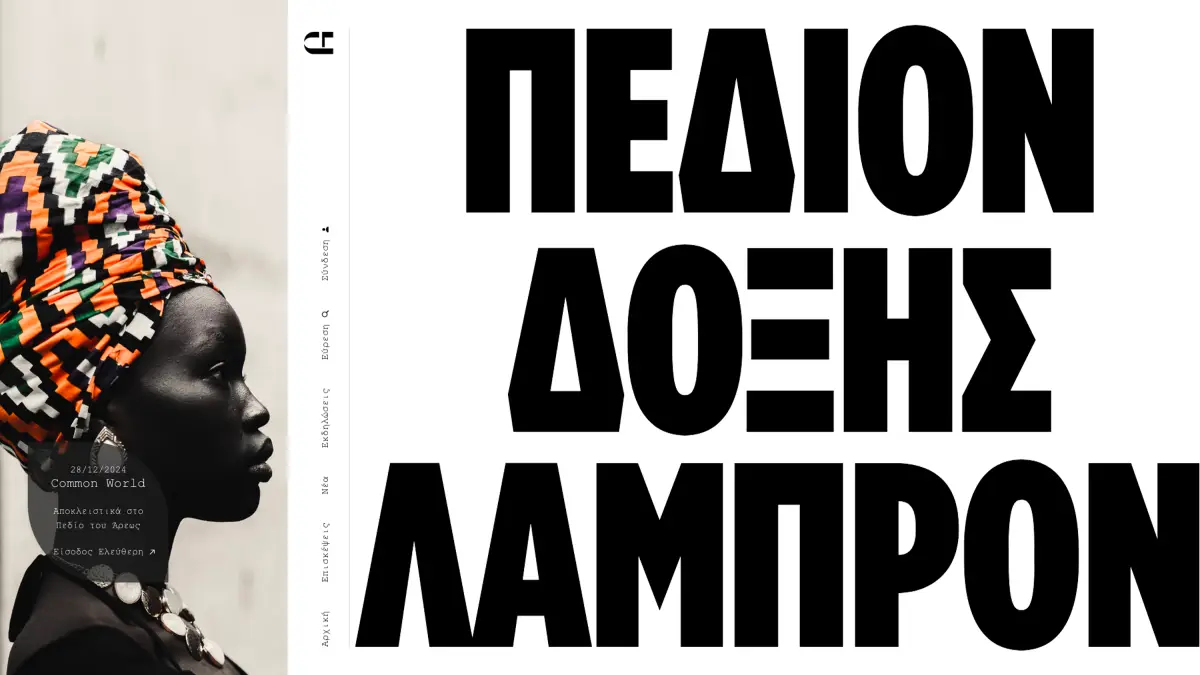 28/12/2024
Common World
Αποκλειστικά στο
Πεδίο του Άρεως
Είσοδος Ελεύθερη
Σύνδεση
Εύρεση
Εκδηλώσεις
Νέα
Επισκέψεις
Αρχική
ΠΕΔΙΟΝ
ΔΟΞΗΣ
ΛΑΜΠΡΟΝ